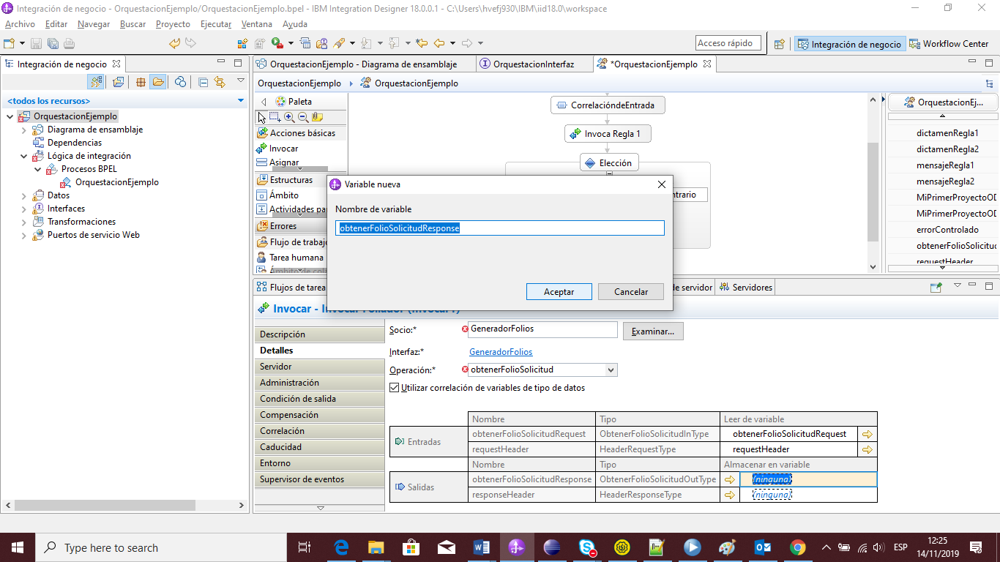 Integración de negocio - OrquestacionEjemplo/OrquestacionEjemplo.bpel - IBM Integration Designer 18.0.0.1 - C:\Users\hvefj930\IBM\iid18.0\workspace
Archivo Editar Navegar Buscar Proyecto Ejecutar Ventana Ayuda
Acceso rápido
Integración de negocio
Workflow Center
Integración de negocio
OrquestacionEjemplo - Diagrama de ensamblaje
OrquestacionInterfaz
*OrquestacionEjemplo
OrquestacionEjemplo
OrquestacionEjemplo
<todos los recursos>
OrquestacionEjemplo
Diagrama de ensamblaje
Dependencias
Lógica de integración
Procesos BPEL
OrquestacionEjemplo
Datos
Interfaces
Transformaciones
Puertos de servicio Web
Paleta
Acciones básicas
Invocar
Asignar
Estructuras
Ámbito
Actividades pa
Errores
Flujo de trabajo
Tarea humana
CorrelacióndeEntrada
Invoca Regla 1
Elección
ntrario
OrquestacionEj...
dictamenRegla1
dictamenRegla2
mensajeRegla1
mensajeRegla2
MiPrimerProyectoOD
MiPrimerProyectoOD
errorControlado
obtenerFolioSolicitud
requestHeader
Variable nueva
Nombre de variable
obtenerFolioSolicitudResponse
Aceptar
Cancelar
Flujos de tarea
de servidor
Servidores
Invocar - Invocar Foliador (Invocar1)
Descripción
Detalles
Servidor
Administración
Condición de salida
Compensación
Correlación
Caducidad
Entorno
Supervisor de eventos
Socio:* GeneradorFolios Examinar...
Interfaz:* GeneradorFolios
Operación:* obtenerFolioSolicitud
Utilizar correlación de variables de tipo de datos
Nombre Tipo Leer de variable
Entradas
obtenerFolioSolicitudRequest ObtenerFolioSolicitudInType obtenerFolioSolicitudRequest
requestHeader HeaderRequestType requestHeader
Nombre Tipo Almacenar en variable
Salidas
obtenerFolioSolicitudResponse ObtenerFolioSolicitudOutType (ninguna)
responseHeader HeaderResponseType (ninguna)
Type here to search
ESP
12:25
14/11/2019